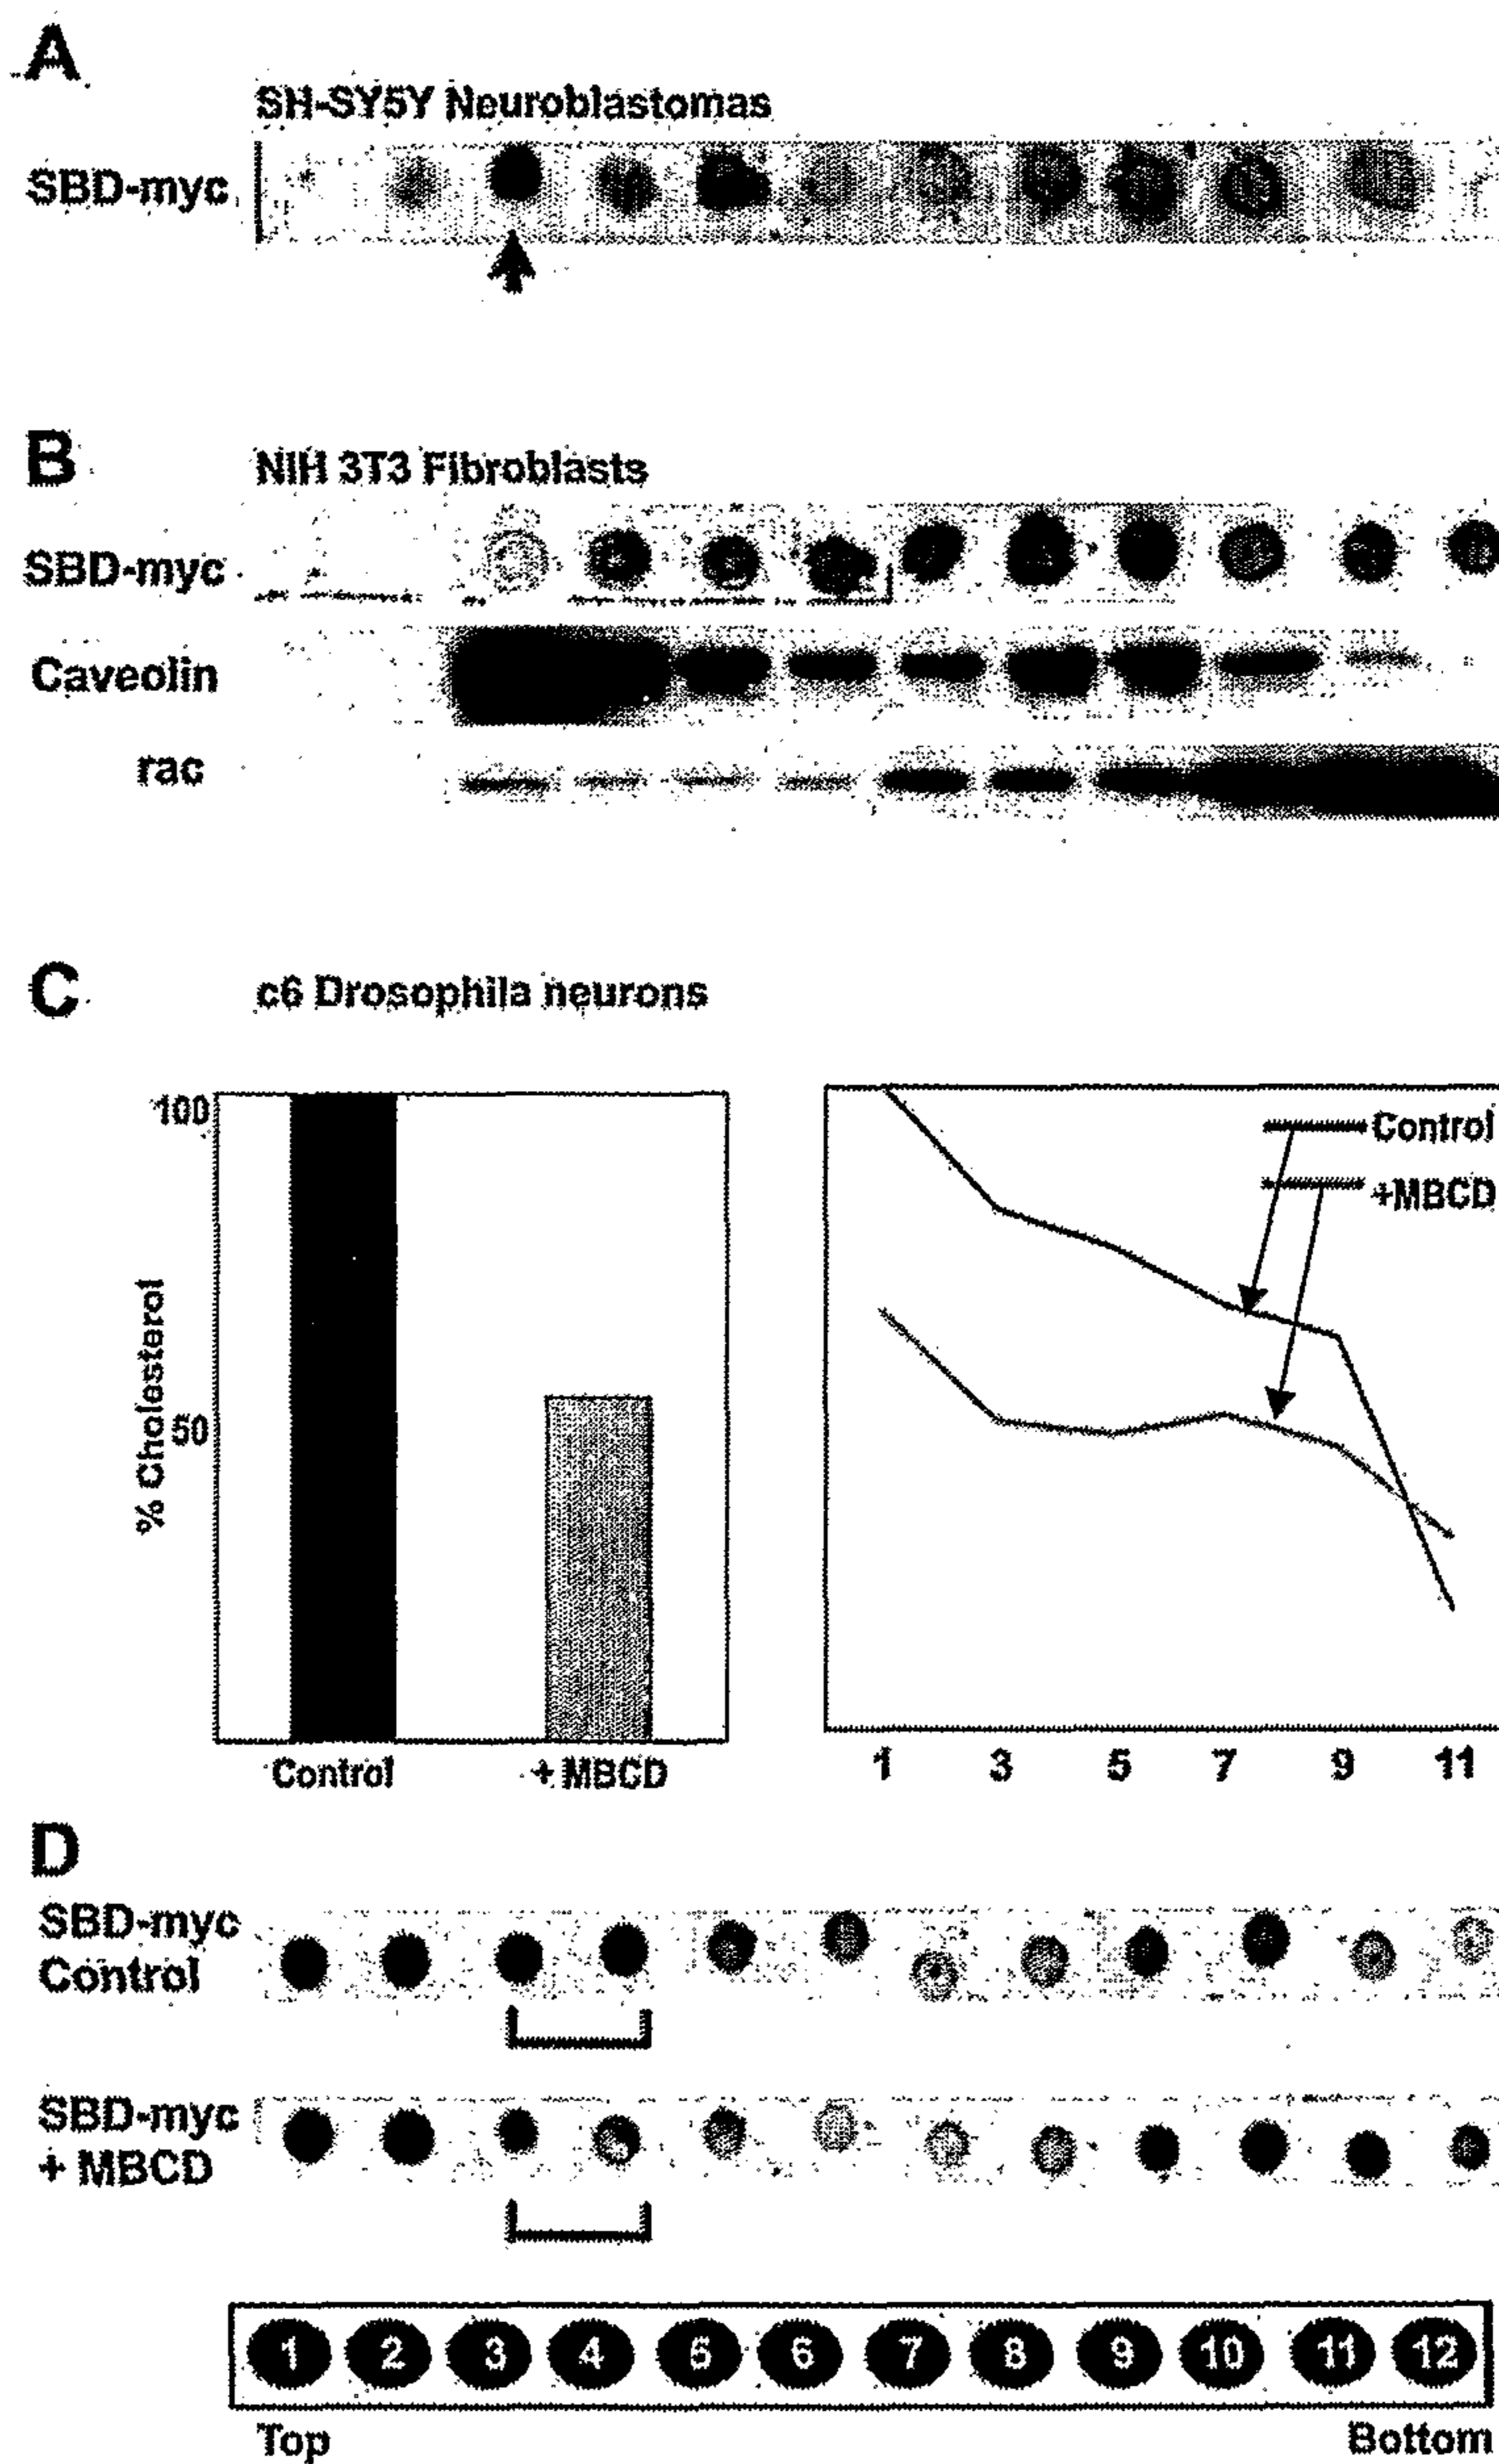 A
SH-SY5Y Neuroblastomas
SBD-myc
B
NIH 3T3 Fibroblasts
SBD-myc
Caveolin
rac
C
c6 Drosophila neurons
100
50
% Cholesterol
Control
+ MBCD
Control
+MBCD
1 3 5 7 9 11
D
SBD-myc
Control
SBD-myc
+ MBCD
1 2 3 4 5 6 7 8 9 10 11 12
Top Bottom